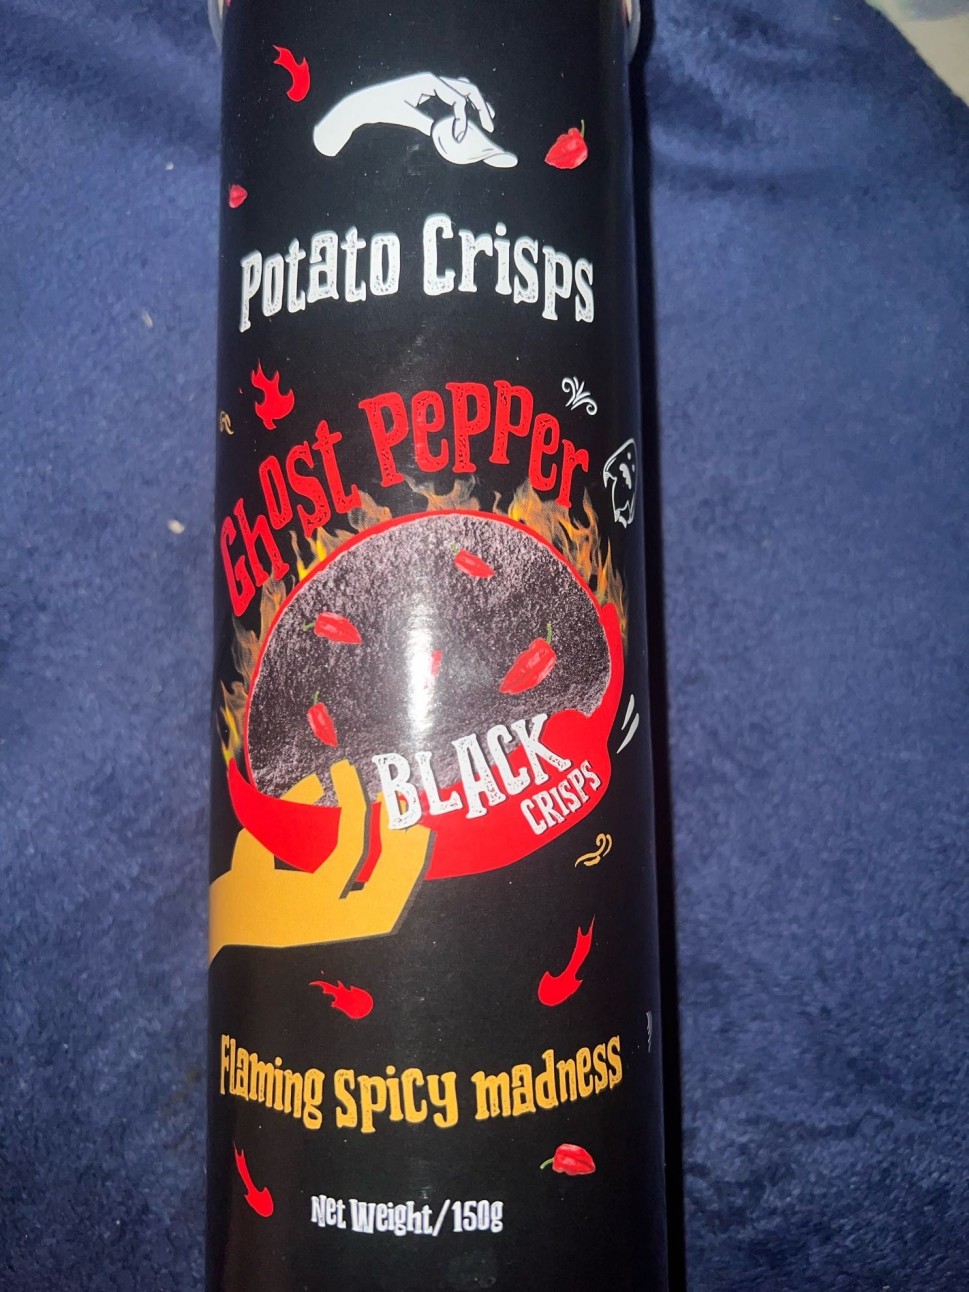 Potato Crisps
Ghost Pepper
BLACK
CRISPS
Flaming Spicy madness
Net Weight/150g